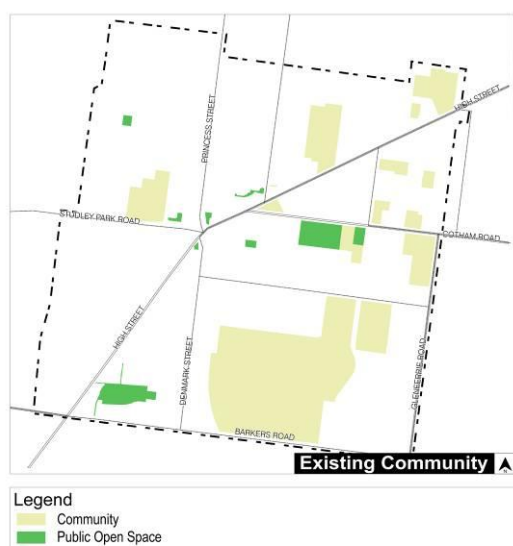 HIGH STREET
PRINCESS STREET
STUDLEY PARK ROAD
COTHAM ROAD
HIGH STREET
DENMARK STREET
GLENFERRIE ROAD
BARKERS ROAD
Existing Community
N
Legend
Community
Public Open Space